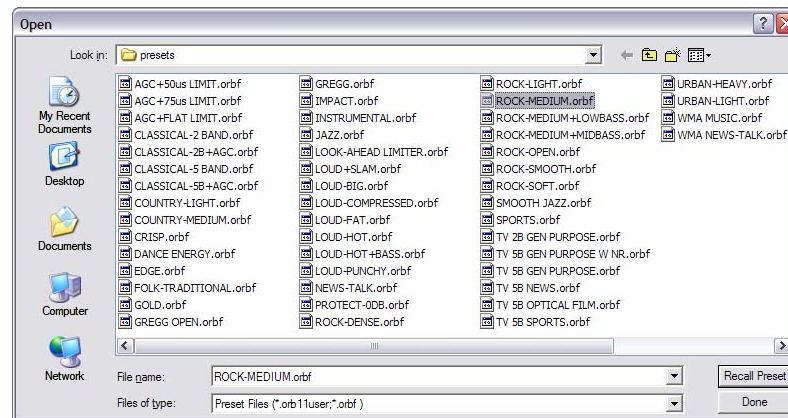 Open
Look in: presets
My Recent Documents
Desktop
Documents
Computer
Network
AGC+50us LIMIT.orbf
AGC+75us LIMIT.orbf
AGC+FLAT LIMIT.orbf
CLASSICAL-2 BAND.orbf
CLASSICAL-2B+AGC.orbf
CLASSICAL-5 BAND.orbf
CLASSICAL-5B+AGC.orbf
COUNTRY-LIGHT.orbf
COUNTRY-MEDIUM.orbf
CRISP.orbf
DANCE ENERGY.orbf
EDGE.orbf
FOLK-TRADITIONAL.orbf
GOLD.orbf
GREGG OPEN.orbf
GREGG.orbf
IMPACT.orbf
INSTRUMENTAL.orbf
JAZZ.orbf
LOOK-AHEAD LIMITER.orbf
LOUD+SLAM.orbf
LOUD-BIG.orbf
LOUD-COMPRESSED.orbf
LOUD-FAT.orbf
LOUD-HOT.orbf
LOUD-HOT+BASS.orbf
LOUD-PUNCHY.orbf
NEWS-TALK.orbf
PROTECT-0DB.orbf
ROCK-DENSE.orbf
ROCK-LIGHT.orbf
ROCK-MEDIUM.orbf
ROCK-MEDIUM+LOWBASS.orbf
ROCK-MEDIUM+MIDBASS.orbf
ROCK-OPEN.orbf
ROCK-SMOOTH.orbf
ROCK-SOFT.orbf
SMOOTH JAZZ.orbf
SPORTS.orbf
TV 2B GEN PURPOSE.orbf
TV 5B GEN PURPOSE W NR.orbf
TV 5B GEN PURPOSE.orbf
TV 5B NEWS.orbf
TV 5B OPTICAL FILM.orbf
TV 5B SPORTS.orbf
URBAN-HEAVY.orbf
URBAN-LIGHT.orbf
WMA MUSIC.orbf
WMA NEWS-TALK.orbf
File name: ROCK-MEDIUM.orbf Recall Preset
Files of type: Preset Files (*.orb11user;*.orbf ) Done